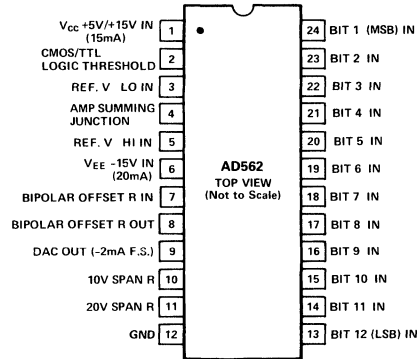 VCC +5V/+15V IN
(15mA)
1
CMOS/TTL
LOGIC THRESHOLD
2
REF. V LO IN
3
AMP SUMMING
JUNCTION
4
REF. V HI IN
5
VEE -15V IN
(20mA)
6
BIPOLAR OFFSET R IN
7
BIPOLAR OFFSET R OUT
8
DAC OUT (-2mA F.S.)
9
10V SPAN R
10
20V SPAN R
11
GND
12
AD562
TOP VIEW
(Not to Scale)
24 BIT 1 (MSB) IN
23 BIT 2 IN
22 BIT 3 IN
21 BIT 4 IN
20 BIT 5 IN
19 BIT 6 IN
18 BIT 7 IN
17 BIT 8 IN
16 BIT 9 IN
15 BIT 10 IN
14 BIT 11 IN
13 BIT 12 (LSB) IN